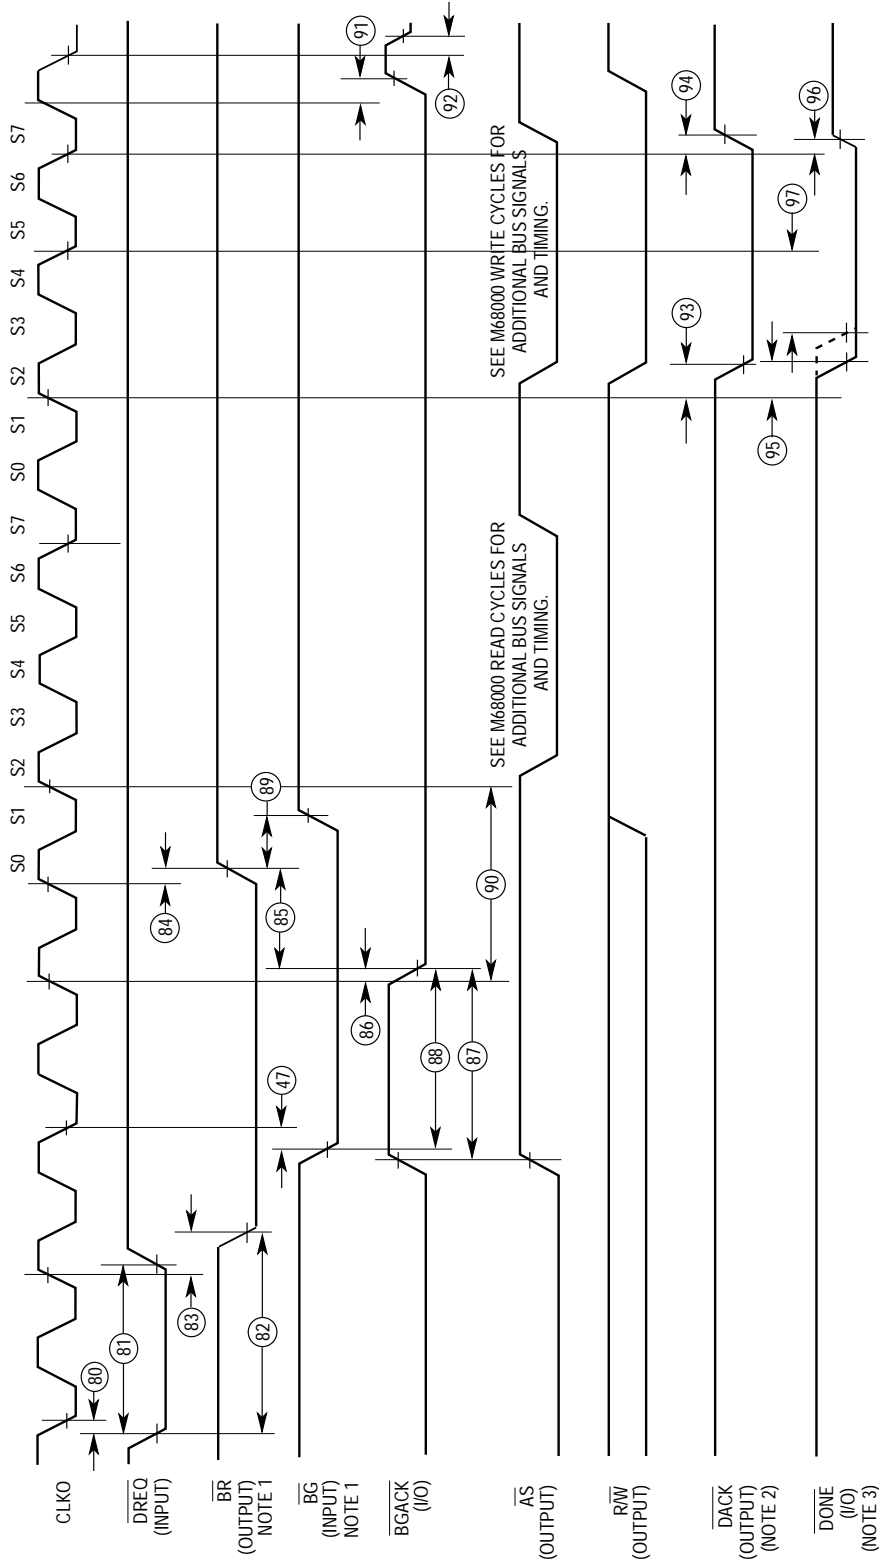 S0
S1
S2
S3
S4
S5
S6
S7
S0
S1
S2
S3
S4
S5
S6
S7
CLKO
80
DREQ
(INPUT)
81
83
84
BR
(OUTPUT)
NOTE 1
82
85
89
47
BG
(INPUT)
NOTE 1
86
91
BGACK
(I/O)
88
92
87
90
SEE M68000 READ CYCLES FOR
ADDITIONAL BUS SIGNALS
AND TIMING.
SEE M68000 WRITE CYCLES FOR
ADDITIONAL BUS SIGNALS
AND TIMING.
AS
(OUTPUT)
R/W
(OUTPUT)
93
94
DACK
(OUTPUT)
(NOTE 2)
95
97
96
DONE
(I/O)
(NOTE 3)